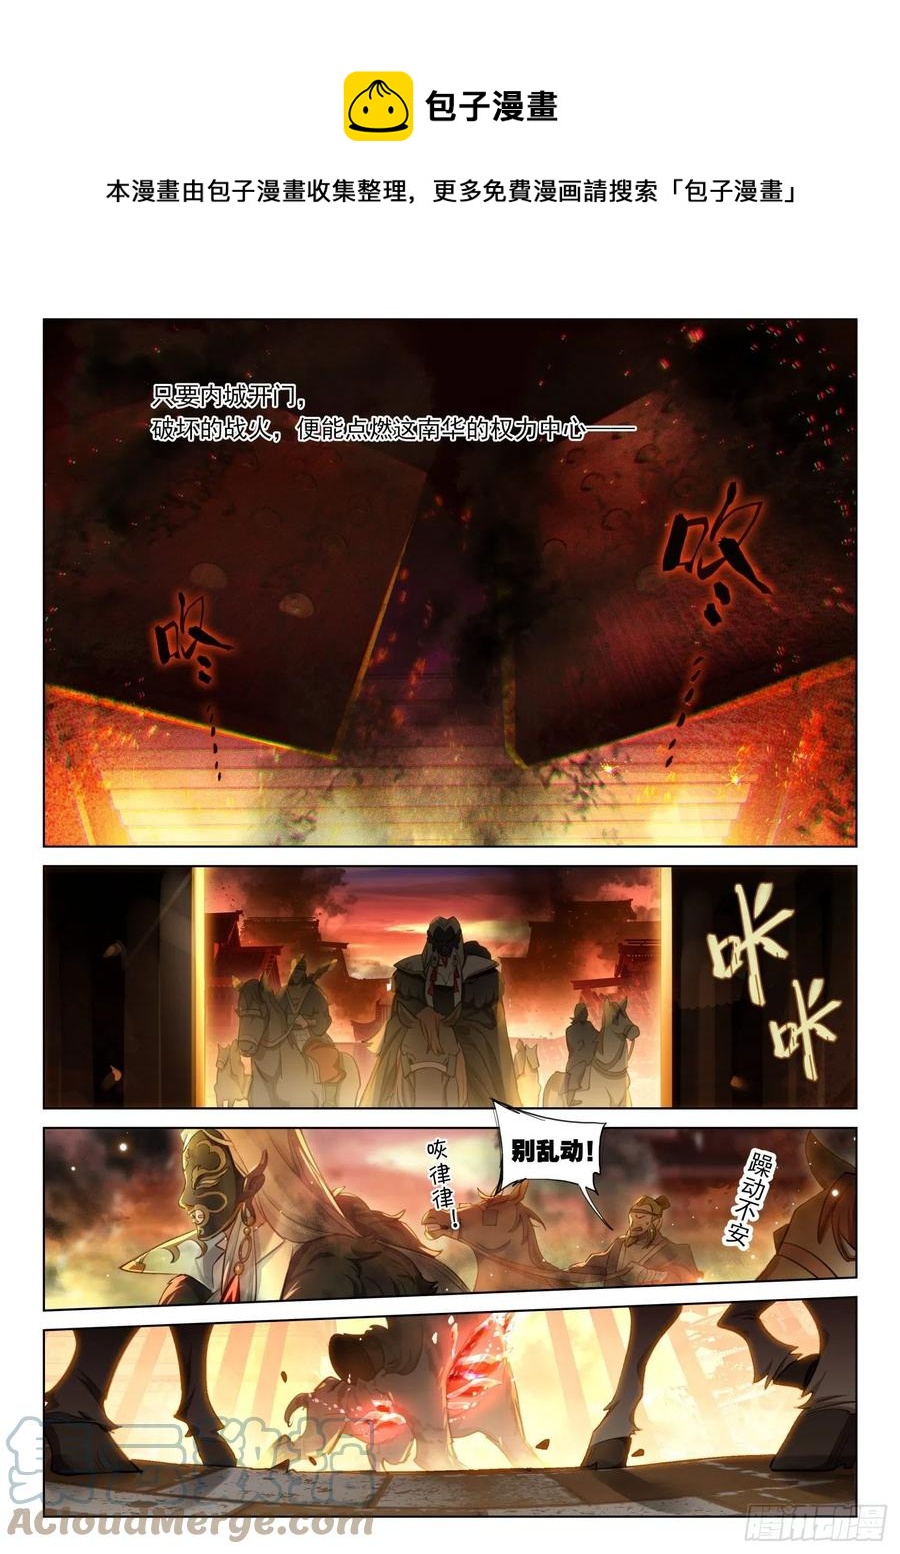 包子漫畫
本漫畫由包子漫畫收集整理，更多免費漫画請搜索「包子漫畫」
只要内城开门，
破坏的战火，便能点燃这南华的权力中心——
咚
咚
咔
咔
咴律律！
别乱动！
躁动不安
ACloudMerge.com
腾讯动漫